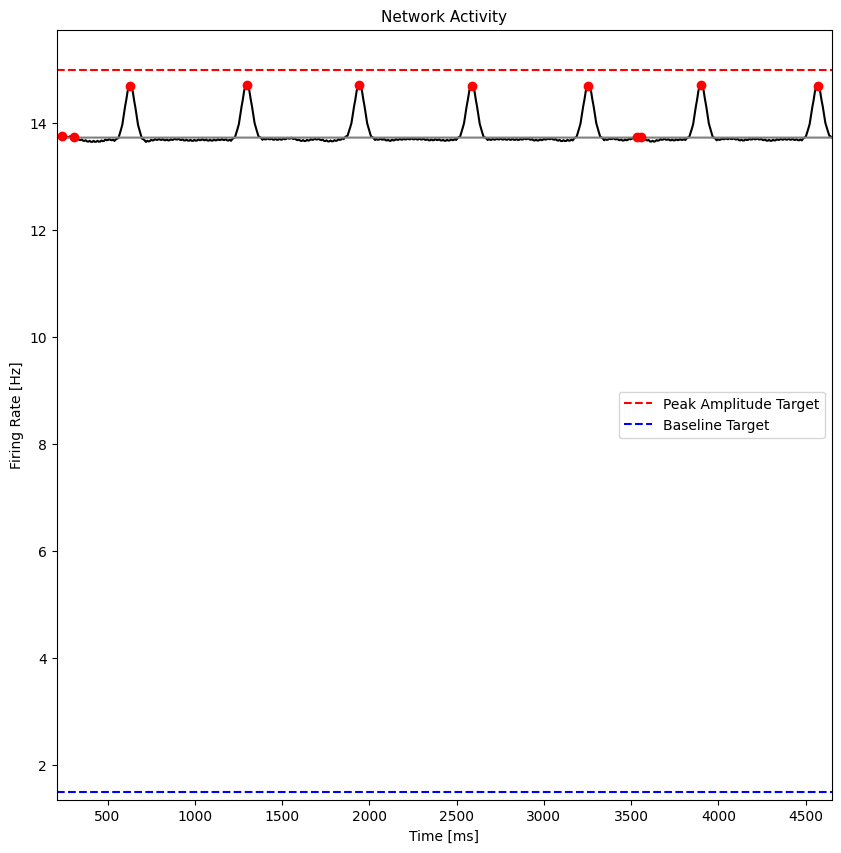 Network Activity
Firing Rate [Hz]
14
12
10
8
6
4
2
Peak Amplitude Target
Baseline Target
500 1000 1500 2000 2500 3000 3500 4000 4500
Time [ms]